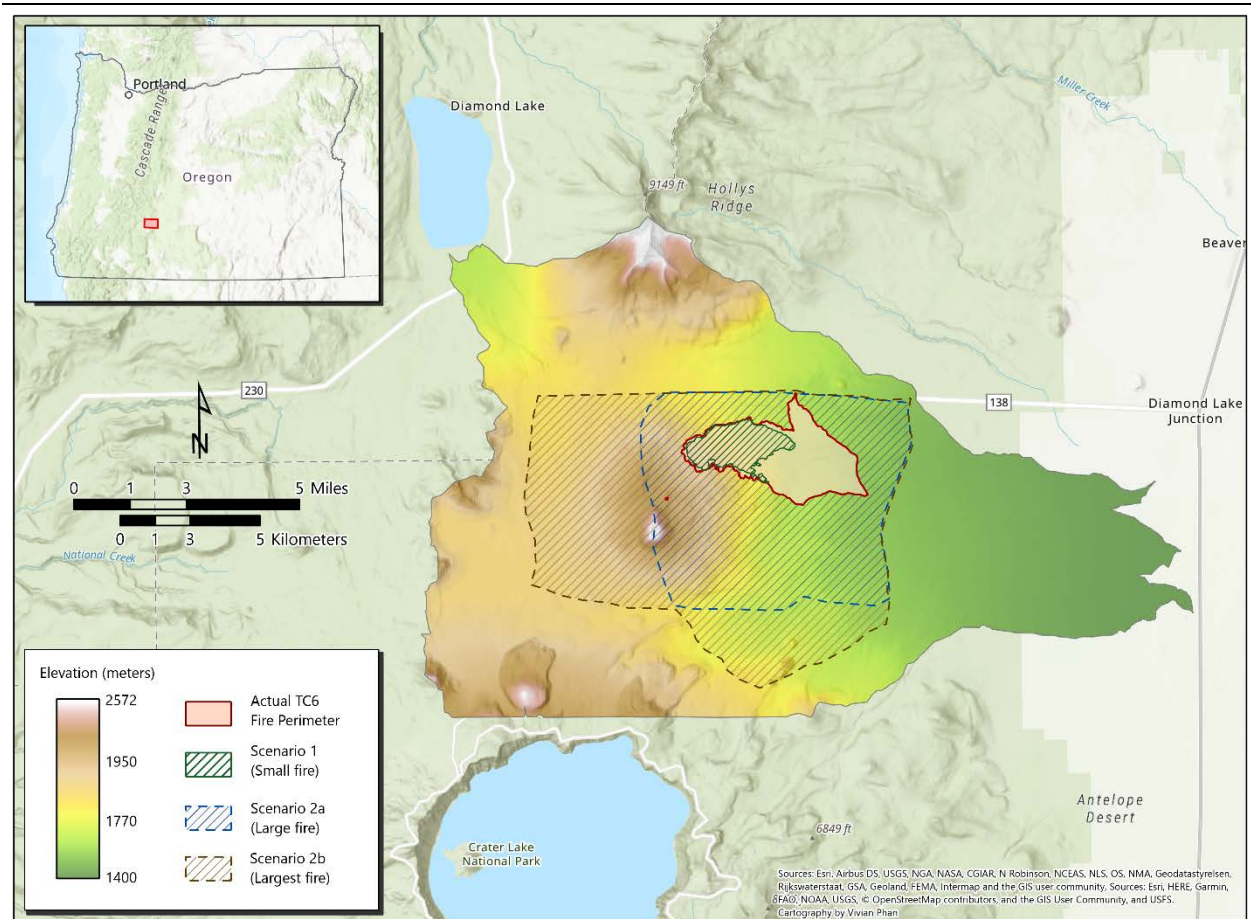 Portland
Cascade Range
Oregon
Diamond Lake
9149 ft
Hollys
Ridge
Miller Creek
Beaver
230
138
Diamond Lake
Junction
N
0 1 3 5 Miles
0 1 3 5 Kilometers
National Creek
Elevation (meters)
2572
1950
1770
1400
Actual TC6
Fire Perimeter
Scenario 1
(Small fire)
Scenario 2a
(Large fire)
Scenario 2b
(Largest fire)
Crater Lake
National Park
6849 ft
Antelope
Desert
Sources: Esri, Airbus DS, USGS, NGA, NASA, CGIAR, N Robinson, NCEAS, NLS, OS, NMA, Geodatastyrelsen,
Rijkswaterstaat, GSA, Geoland, FEMA, Intermap and the GIS user community, Sources: Esri, HERE, Garmin,
FAO, NOAA, USGS, © OpenStreetMap contributors, and the GIS User Community, and USFS.
Cartography by Vivian Phan